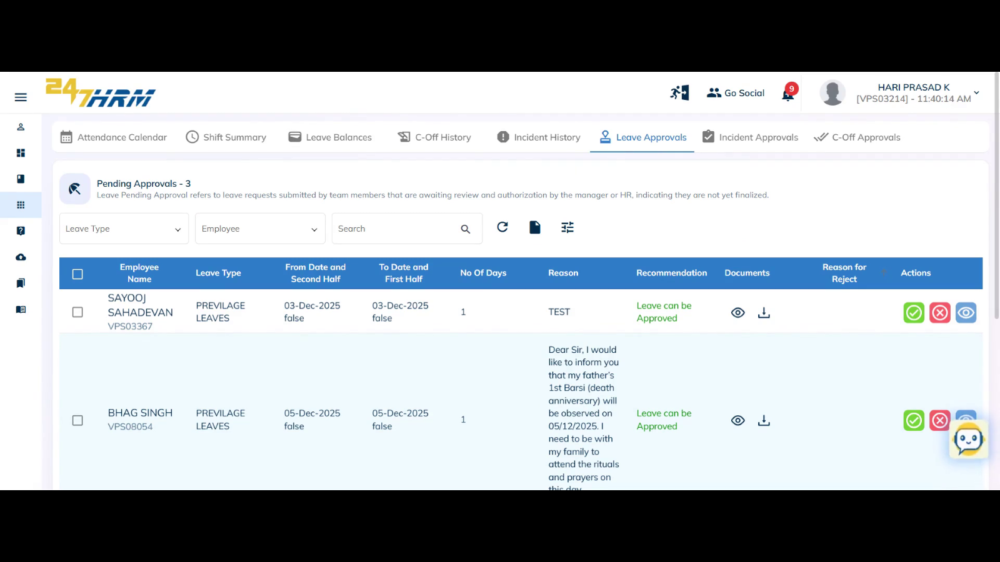 247HRM
Go Social
9
HARI PRASAD K
[VPS03214] - 11:40:14 AM
Attendance Calendar
Shift Summary
Leave Balances
C-Off History
Incident History
Leave Approvals
Incident Approvals
C-Off Approvals
Pending Approvals - 3
Leave Pending Approval refers to leave requests submitted by team members that are awaiting review and authorization by the manager or HR, indicating they are not yet finalized.
Leave Type
Employee
Search
Employee
Name
Leave Type
From Date and
Second Half
To Date and
First Half
No Of Days
Reason
Recommendation
Documents
Reason for
Reject
Actions
SAYOOJ
SAHADEVAN
VPS03367
PREVILAGE
LEAVES
03-Dec-2025
false
03-Dec-2025
false
1
TEST
Leave can be
Approved
BHAG SINGH
VPS08054
PREVILAGE
LEAVES
05-Dec-2025
false
05-Dec-2025
false
1
Dear Sir, I would
like to inform you
that my father’s
1st Barsi (death
anniversary) will
be observed on
05/12/2025. I
need to be with
my family to
attend the rituals
and prayers on
this day.
Leave can be
Approved